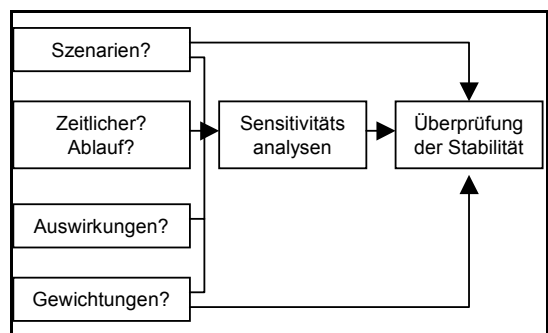 Szenarien?
Zeitlicher?
Ablauf?
Auswirkungen?
Gewichtungen?
Sensitivitäts
analysen
Überprüfung
der Stabilität